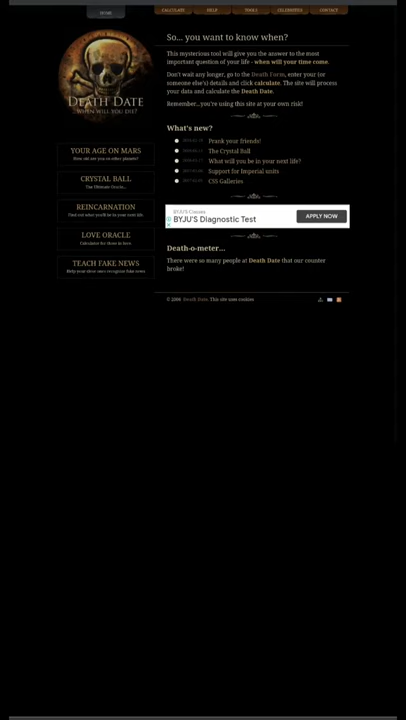 HOME
CALCULATE HELP TOOLS CELEBRITIES CONTACT
DEATH DATE
...WHEN WILL YOU DIE?
So... you want to know when?
This mysterious tool will give you the answer to the most
important question of your life - when will your time come.
Don't wait any longer, go to the Death Form, enter your (or
someone else's) details and click calculate. The site will process
your data and calculate the Death Date.
Remember...you're using this site at your own risk!
What's new?
Prank your friends!
The Crystal Ball
What will you be in your next life?
Support for Imperial units
CSS Galleries
YOUR AGE ON MARS
How old are you on other planets?
CRYSTAL BALL
The Ultimate Oracle...
REINCARNATION
Find out what you'll be in your next life.
LOVE ORACLE
Calculator for those in love
TEACH FAKE NEWS
Help your slave ones recognize fake news
BYJU'S Classes
BYJU'S Diagnostic Test
APPLY NOW
Death-o-meter...
There were so many people at Death Date that our counter
broke!
Death Date. This site uses cookies